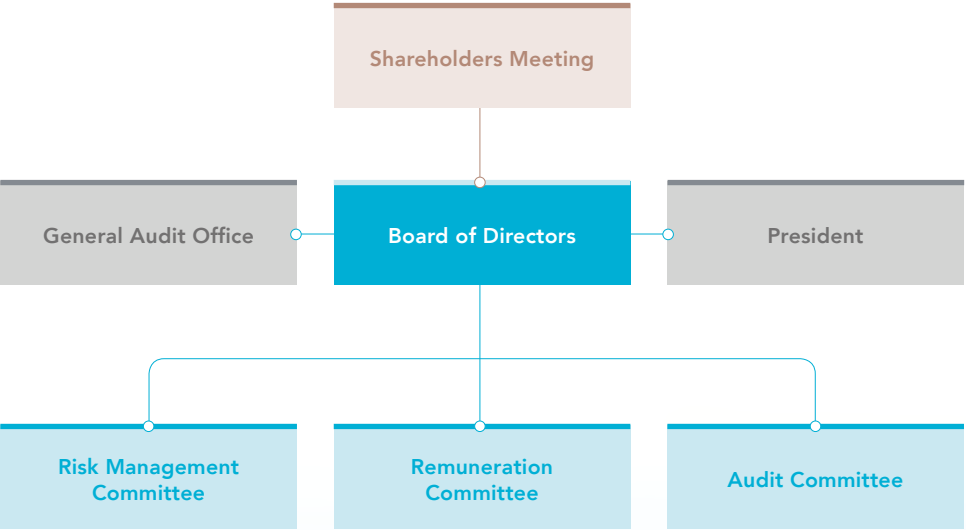 Shareholders Meeting
General Audit Office
Board of Directors
President
Risk Management
Committee
Remuneration
Committee
Audit Committee